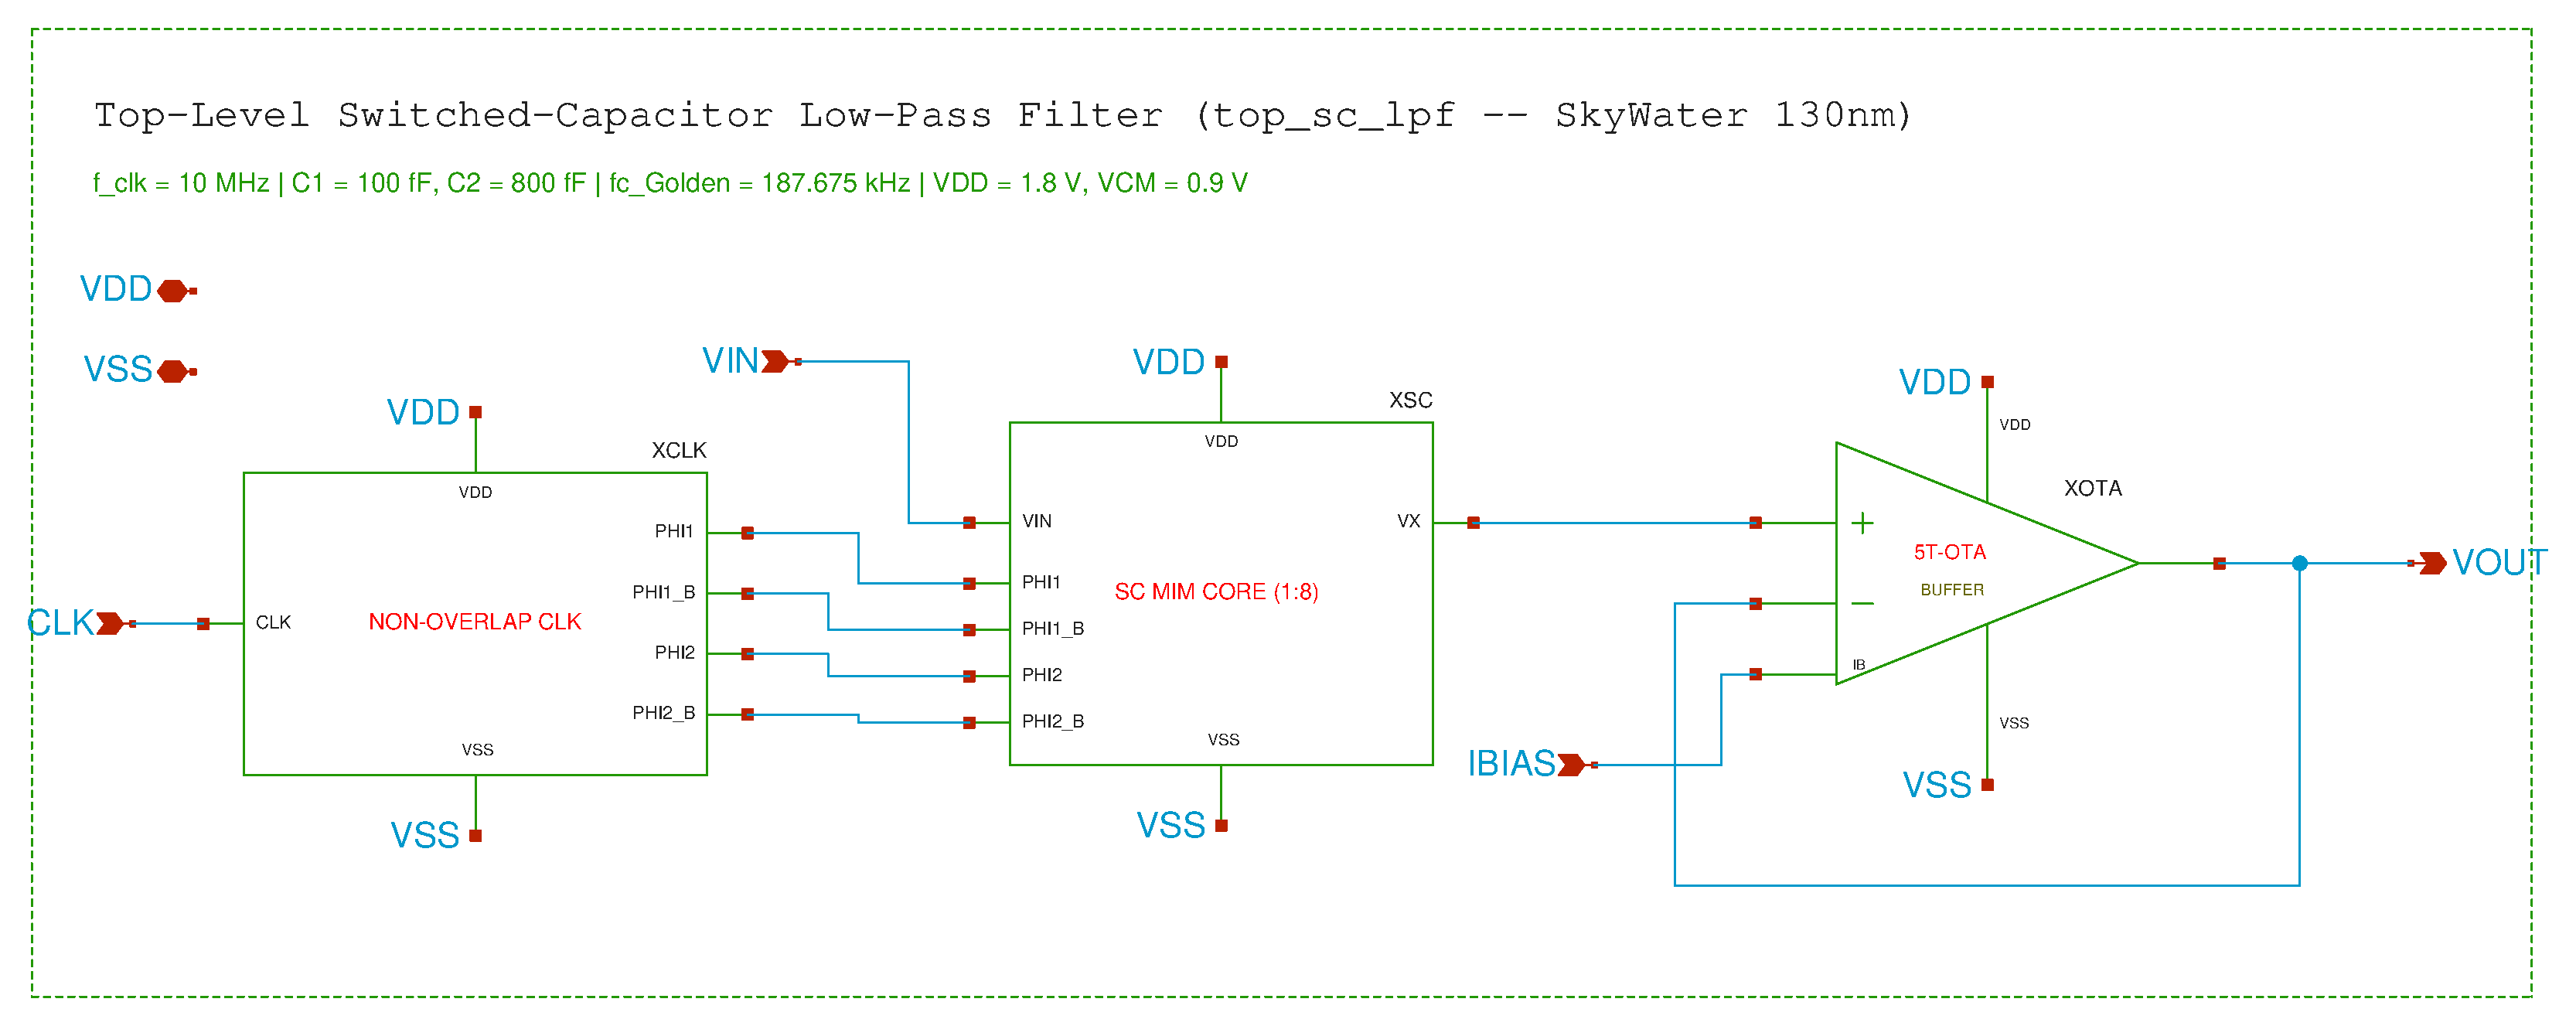 Top-Level Switched-Capacitor Low-Pass Filter (top_sc_lpf -- SkyWater 130nm)
f_clk = 10 MHz | C1 = 100 fF, C2 = 800 fF | fc_Golden = 187.675 kHz | VDD = 1.8 V, VCM = 0.9 V
VDD
VSS
CLK
VDD
XCLK
VDD
CLK
NON-OVERLAP CLK
PHI1
PHI1_B
PHI2
PHI2_B
VSS
VSS
VIN
VDD
XSC
VDD
VIN
PHI1
PHI1_B
PHI2
PHI2_B
SC MIM CORE (1:8)
VX
VSS
VSS
IBIAS
VDD
VDD
XOTA
+
5T-OTA
BUFFER
—
IB
VSS
VSS
VOUT